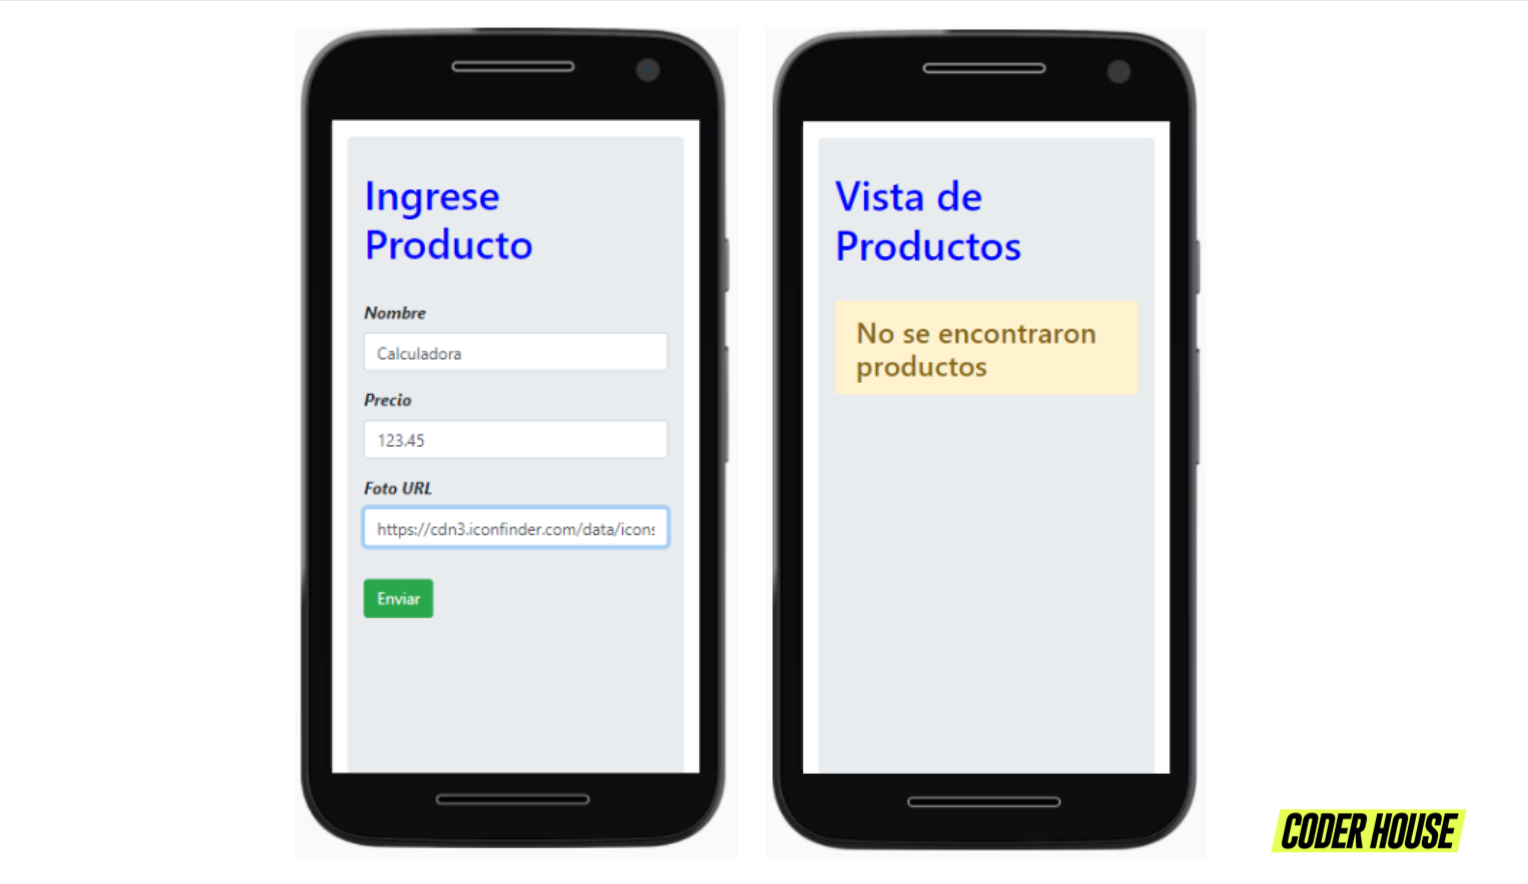 Ingrese
Producto
Nombre
Calculadora
Precio
123.45
Foto URL
https://cdn3.iconfinder.com/data/icons
Enviar
Vista de
Productos
No se encontraron
productos
CODER HOUSE